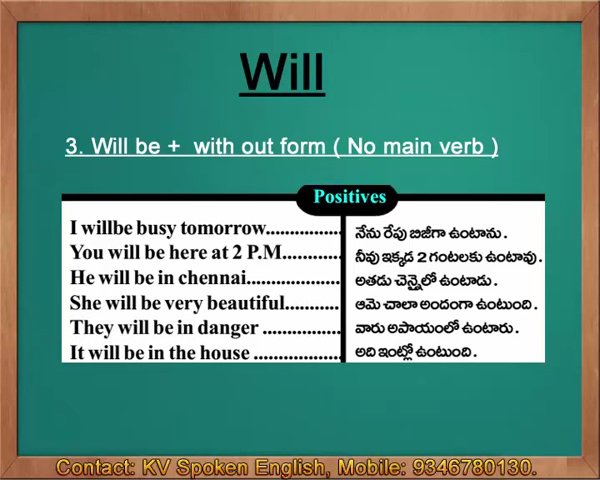 Will
3. Will be + with out form ( No main verb )
Positives
I willbe busy tomorrow.................. నేను రేపు బిజీగా ఉంటాను.
You will be here at 2 P.M............. నీవు ఇక్కడ 2 గంటలకు ఉంటావు.
He will be in chennai..................... అతడు చెన్నైలో ఉంటాడు.
She will be very beautiful............ ఆమె చాలా అందంగా ఉంటుంది.
They will be in danger ................. వారు అపాయంలో ఉంటారు.
It will be in the house ................... అది ఇంట్లో ఉంటుంది.
Contact: KV Spoken English, Mobile: 9346780130.